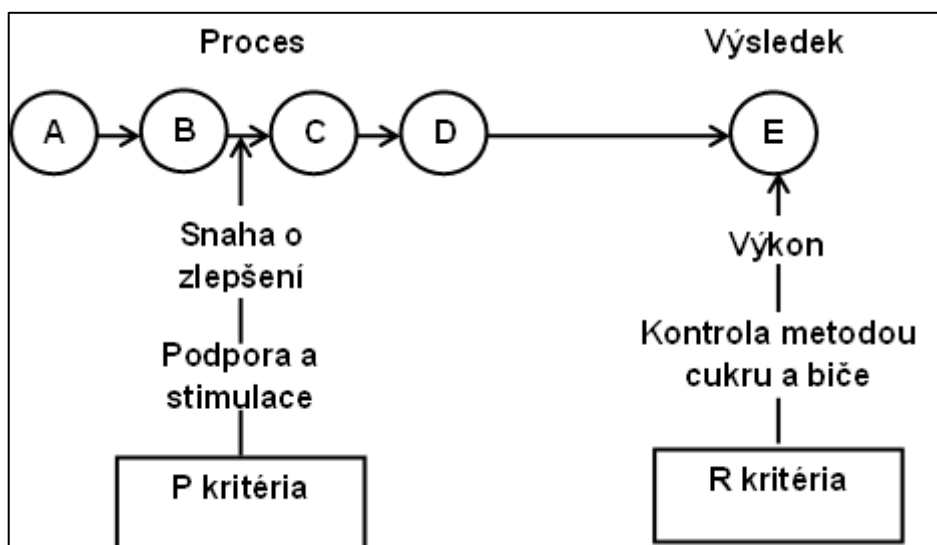 Proces
Výsledek
A
B
C
D
E
Snaha o
zlepšení
Podpora a
stimulace
P kritéria
Výkon
Kontrola metodou
cukru a biče
R kritéria